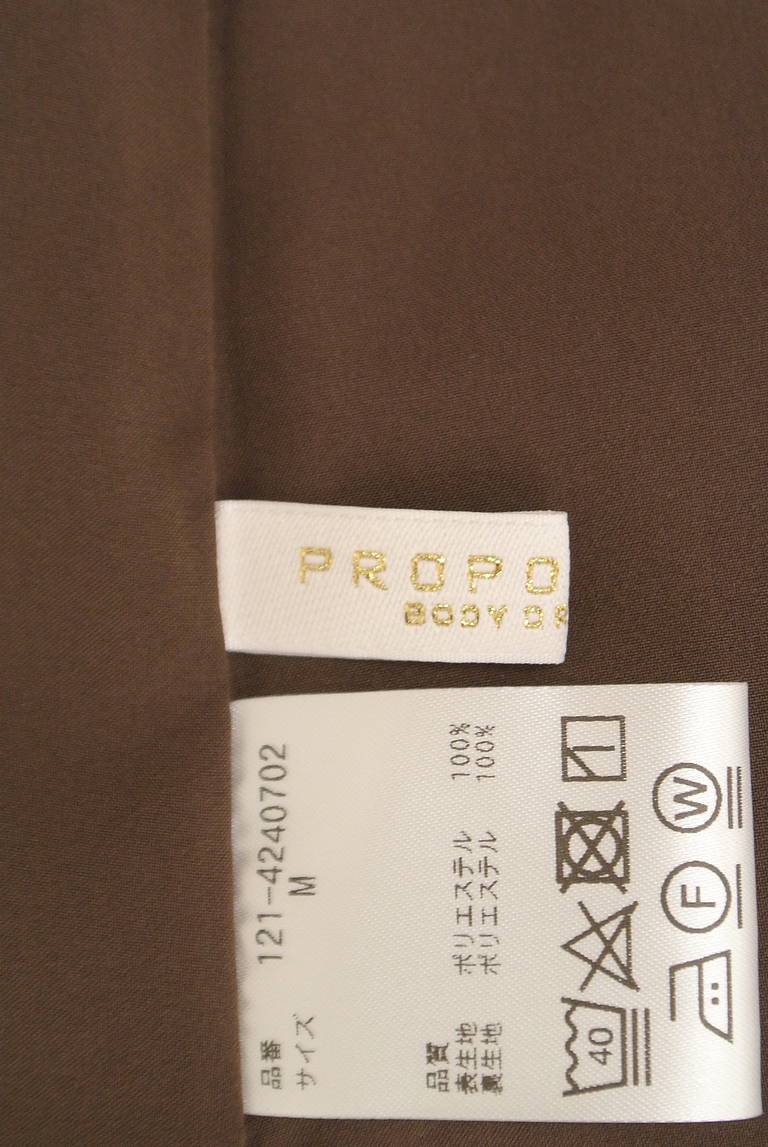 PROPO
BODY DR
品番 121-4240702
サイズ M
品質
表生地 ポリエステル 100%
裏生地 ポリエステル 100%
40
F
W